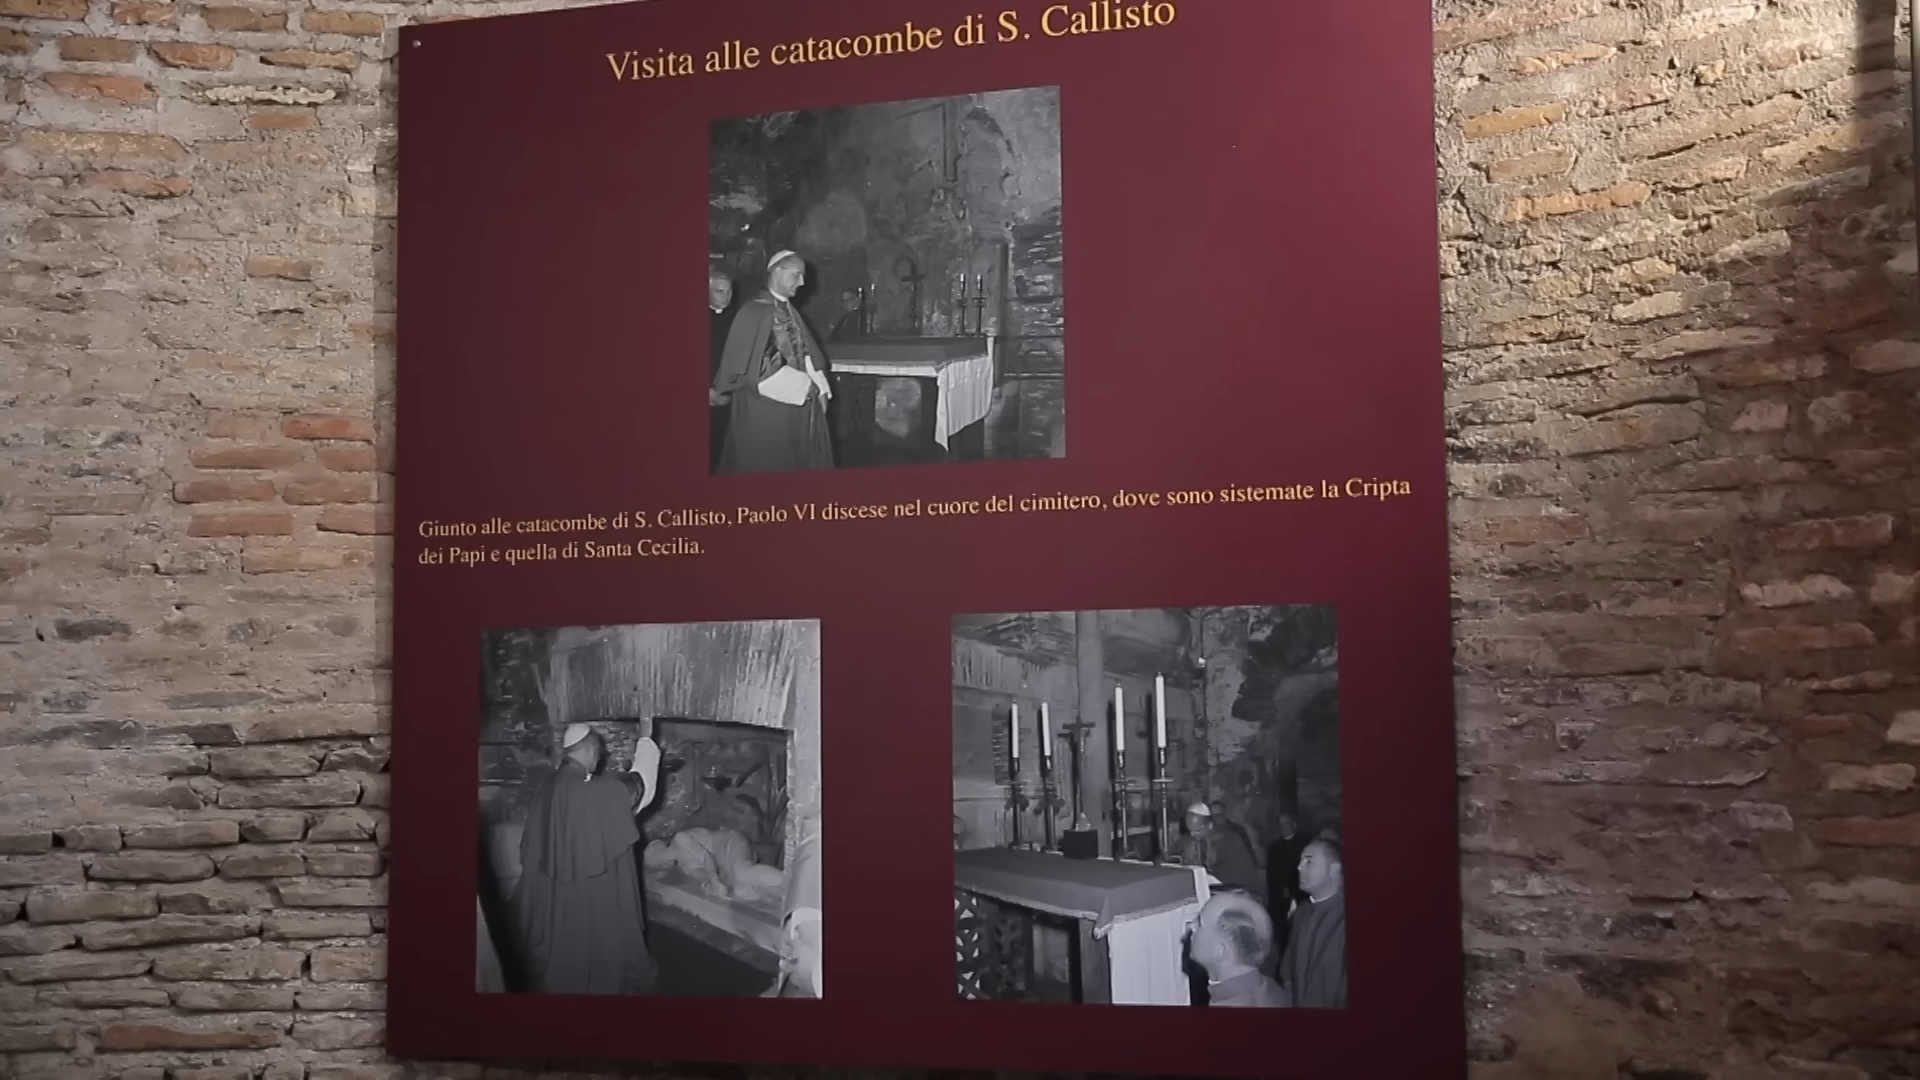 Visita alle catacombe di S. Callisto
Giunto alle catacombe di S. Callisto, Paolo VI discese nel cuore del cimitero, dove sono sistemate la Cripta
dei Papi e quella di Santa Cecilia.